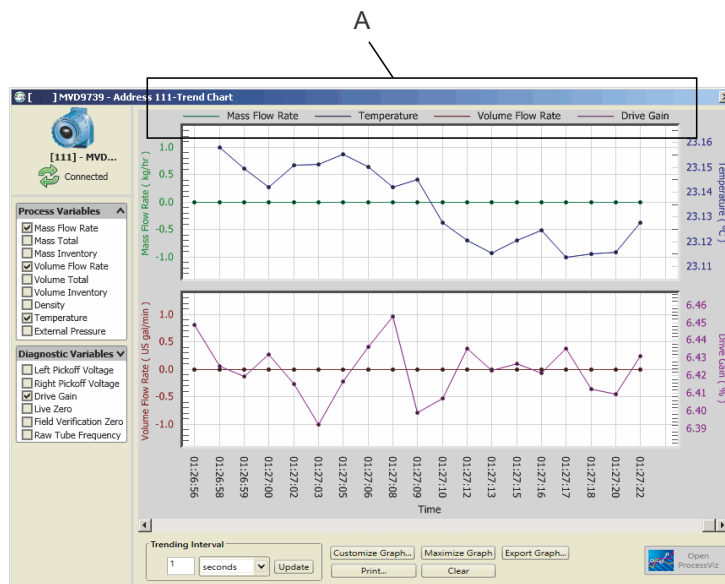 A
[ ] MVD9739 - Address 111-Trend Chart
Mass Flow Rate Temperature Volume Flow Rate Drive Gain
[111] - MVD...
Connected
Process Variables
Mass Flow Rate
Mass Total
Mass Inventory
Volume Flow Rate
Volume Total
Volume Inventory
Density
Temperature
External Pressure
Diagnostic Variables
Left Pickoff Voltage
Right Pickoff Voltage
Drive Gain
Live Zero
Field Verification Zero
Raw Tube Frequency
Mass Flow Rate ( kg/hr )
1.0
0.5
0.0
-0.5
-1.0
23.16
23.15
23.14
23.13
23.12
23.11
Temperature ( °C )
Volume Flow Rate ( US gal/min )
1.0
0.5
0.0
-0.5
-1.0
6.46
6.45
6.44
6.43
6.42
6.41
6.40
6.39
Drive Gain ( % )
01:26:56
01:26:58
01:26:59
01:27:00
01:27:02
01:27:03
01:27:05
01:27:06
01:27:08
01:27:09
01:27:10
01:27:12
01:27:13
01:27:15
01:27:16
01:27:17
01:27:18
01:27:20
01:27:22
Time
Trending Interval
1 seconds Update
Customize Graph... Maximize Graph Export Graph...
Print... Clear
Open
ProcessViz